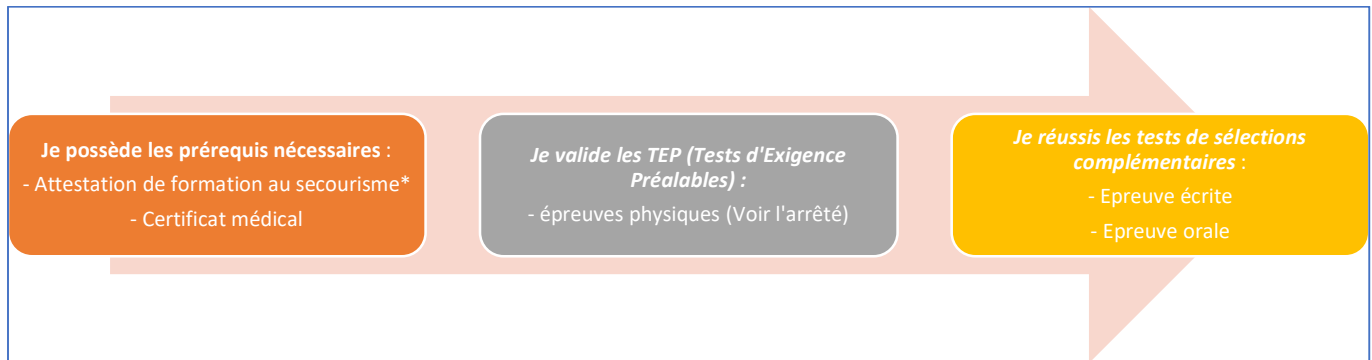 Je possède les prérequis nécessaires :
- Attestation de formation au secourisme*
- Certificat médical
Je valide les TEP (Tests d'Exigence
Préalables) :
- épreuves physiques (Voir l'arrêté)
Je réussis les tests de sélections
complémentaires :
- Epreuve écrite
- Epreuve orale